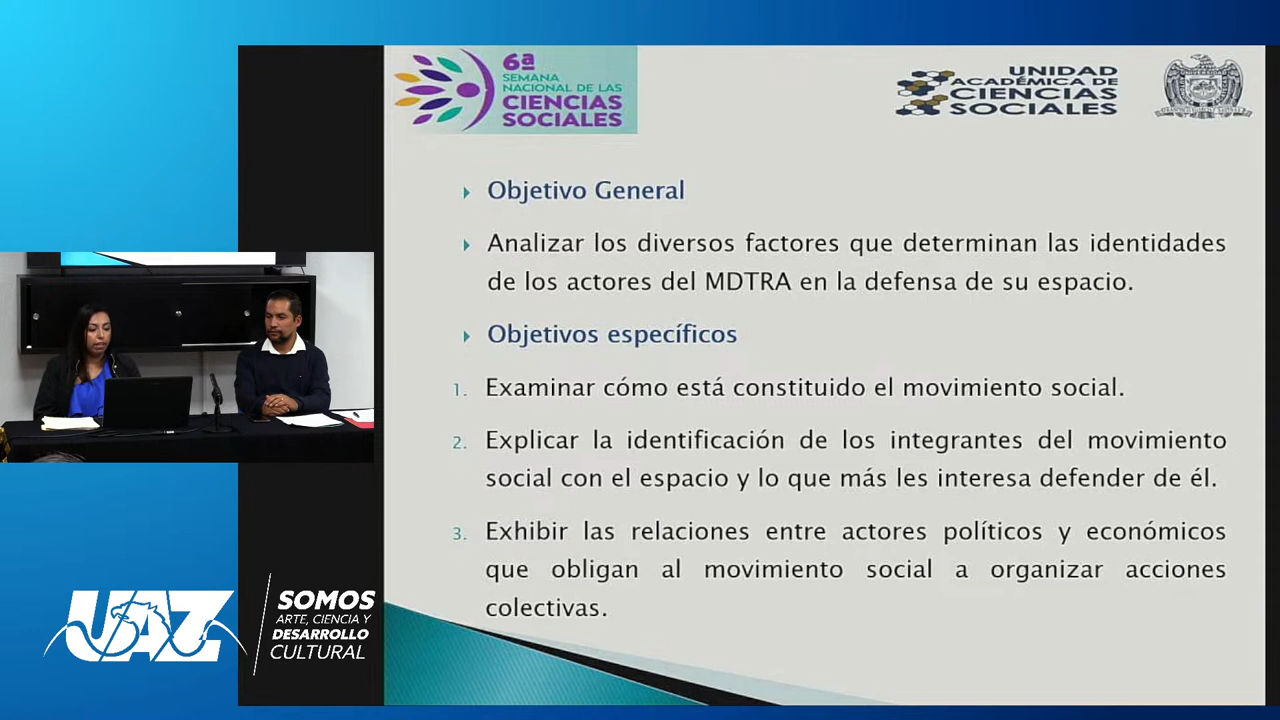 6ª
SEMANA
NACIONAL DE LAS
CIENCIAS
SOCIALES
UNIDAD
ACADÉMICA DE
CIENCIAS
SOCIALES
Objetivo General
Analizar los diversos factores que determinan las identidades
de los actores del MDTRA en la defensa de su espacio.
Objetivos específicos
1. Examinar cómo está constituido el movimiento social.
2. Explicar la identificación de los integrantes del movimiento
social con el espacio y lo que más les interesa defender de él.
3. Exhibir las relaciones entre actores políticos y económicos
que obligan al movimiento social a organizar acciones
colectivas.
UAZ
SOMOS
ARTE, CIENCIA Y
DESARROLLO
CULTURAL